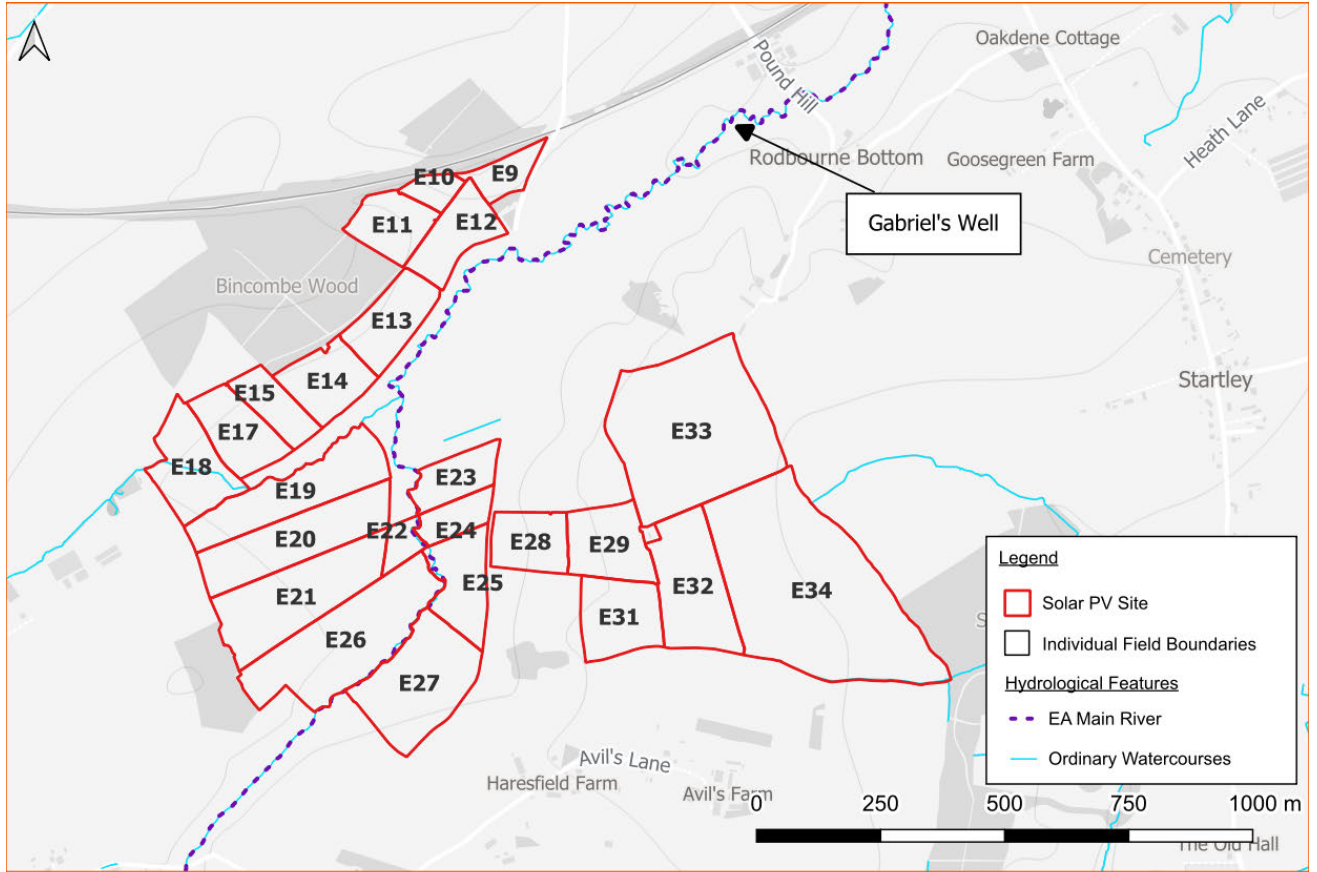 Oakdene Cottage
Pound Hill
Heath Lane
Rodbourne Bottom
Goosegreen Farm
E10
E9
E11
E12
Gabriel's Well
Cemetery
Bincombe Wood
E13
Startley
E14
E15
E17
E33
E18
E23
E19
E22
E24
E20
E28
E29
E25
E21
E32
E34
E31
E26
E27
Legend
Solar PV Site
Individual Field Boundaries
Hydrological Features
EA Main River
Ordinary Watercourses
Avil's Lane
Haresfield Farm
Avil's Farm
0 250 500 750 1000 m
The Old Hall